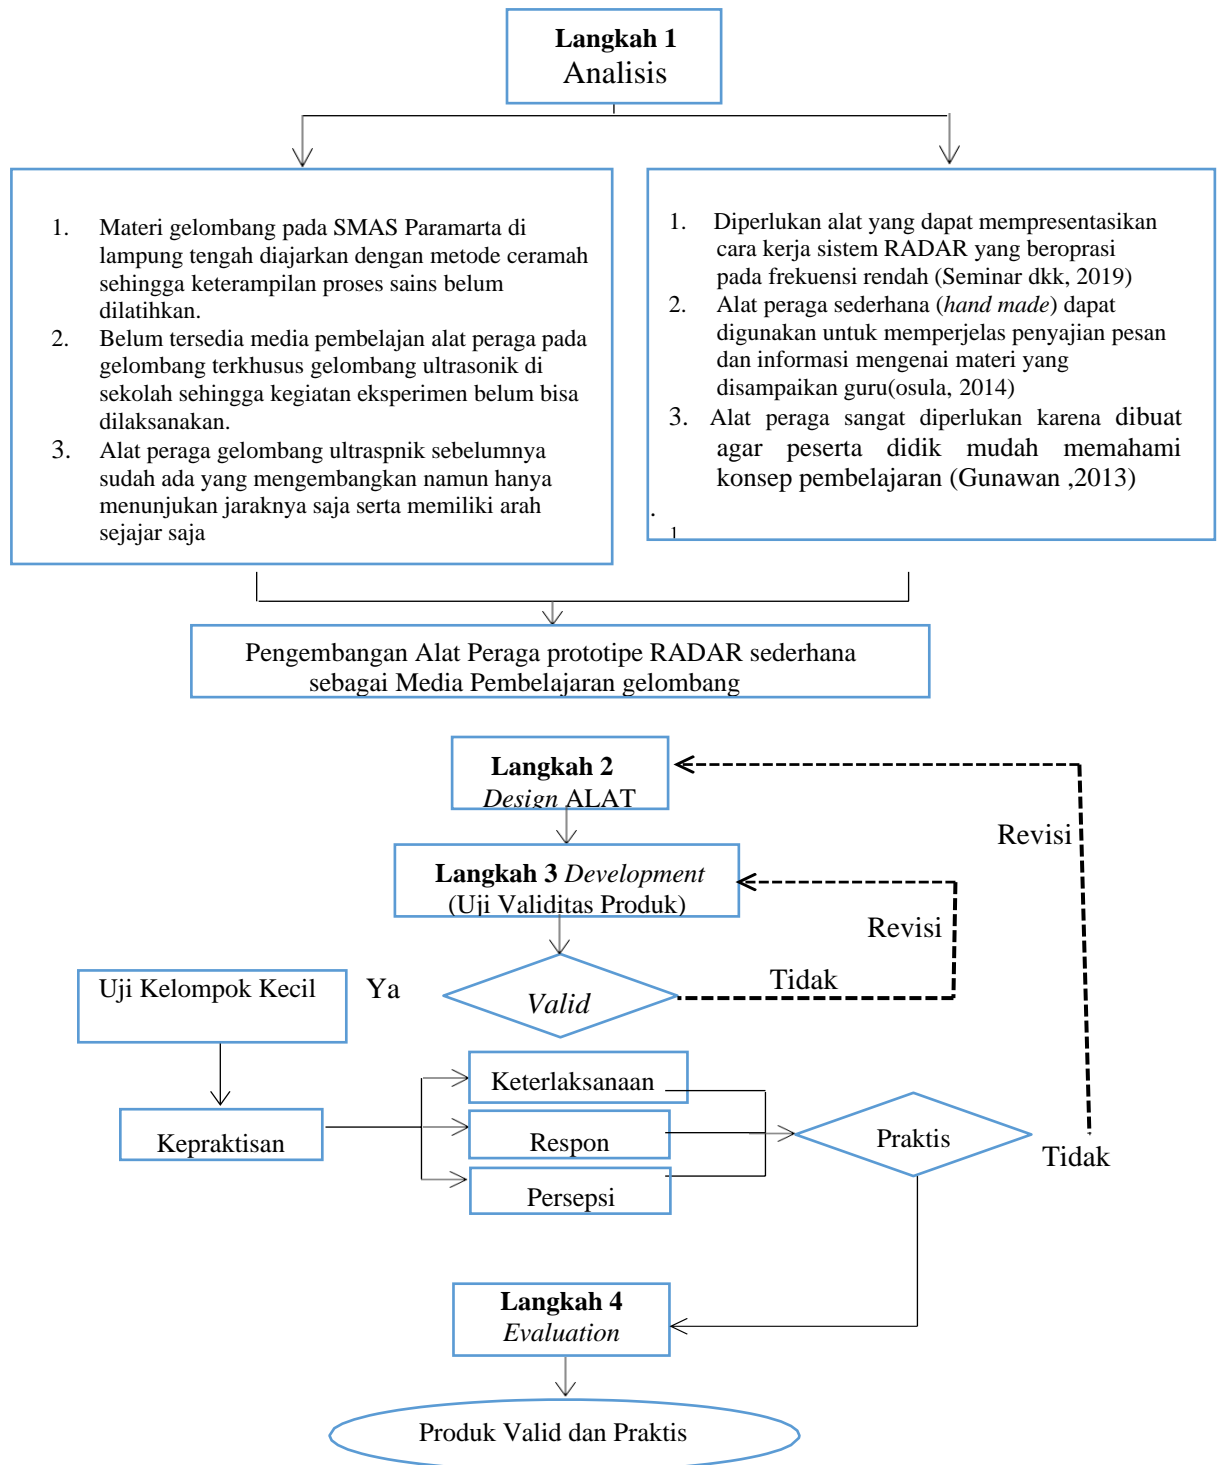 Langkah 1
Analisis
1. Materi gelombang pada SMAS Paramarta di
lampung tengah diajarkan dengan metode ceramah
sehingga keterampilan proses sains belum
dilatihkan.
2. Belum tersedia media pembelajan alat peraga pada
gelombang terkhusus gelombang ultrasonik di
sekolah sehingga kegiatan eksperimen belum bisa
dilaksanakan.
3. Alat peraga gelombang ultraspnik sebelumnya
sudah ada yang mengembangkan namun hanya
menunjukan jaraknya saja serta memiliki arah
sejajar saja
1. Diperlukan alat yang dapat mempresentasikan
cara kerja sistem RADAR yang beroprasi
pada frekuensi rendah (Seminar dkk, 2019)
2. Alat peraga sederhana (hand made) dapat
digunakan untuk memperjelas penyajian pesan
dan informasi mengenai materi yang
disampaikan guru(osula, 2014)
3. Alat peraga sangat diperlukan karena dibuat
agar peserta didik mudah memahami
konsep pembelajaran (Gunawan ,2013)
.
1
Pengembangan Alat Peraga prototipe RADAR sederhana
sebagai Media Pembelajaran gelombang
Langkah 2
Design ALAT
Revisi
Langkah 3 Development
(Uji Validitas Produk)
Revisi
Uji Kelompok Kecil
Ya
Valid
Tidak
Keterlaksanaan
Kepraktisan
Respon
Praktis
Tidak
Persepsi
Langkah 4
Evaluation
Produk Valid dan Praktis